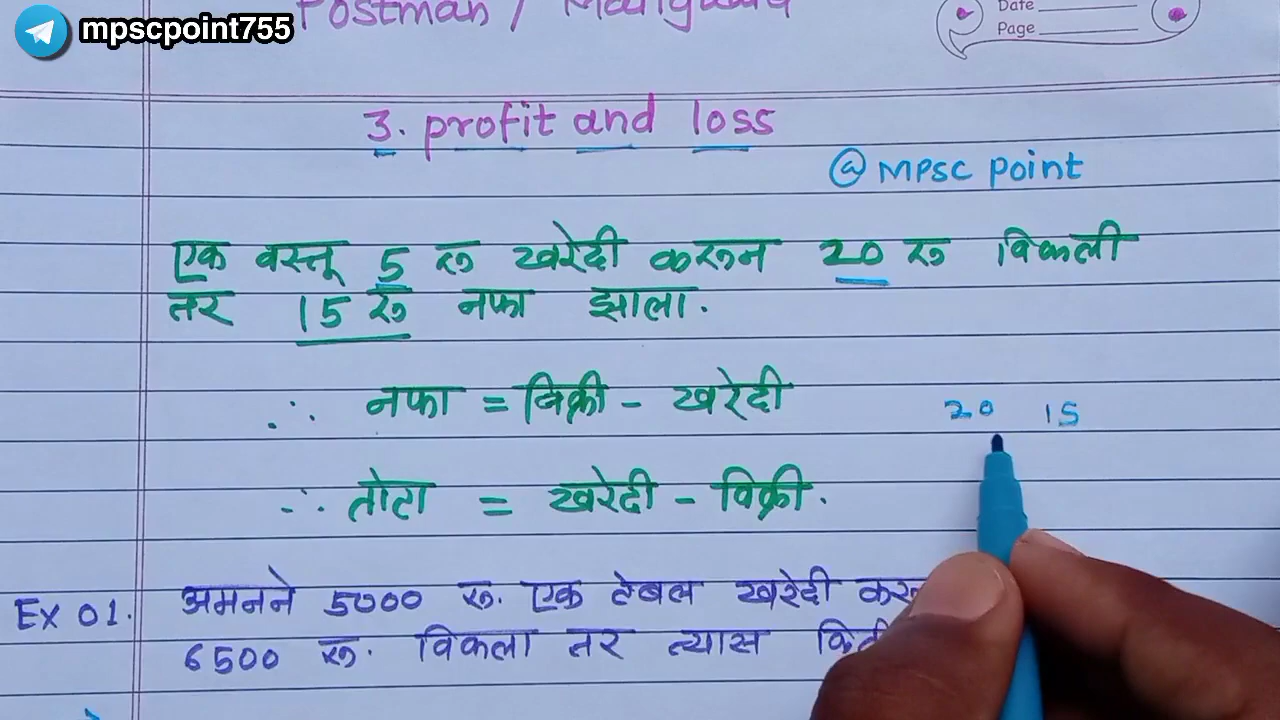 mpscpoint755
Postman /
Date
Page
3. profit and loss
@ MPSC point
एक वस्तू 5 रू खरेदी करून 20 रू विकली
तर 15 रू नफा झाला.
∴ नफा = विक्री - खरेदी
20 15
∴ तोटा = खरेदी - विक्री.
Ex 01. अमनने 5000 रू. एक टेबल खरेदी
6500 रू. विकला तर त्यास